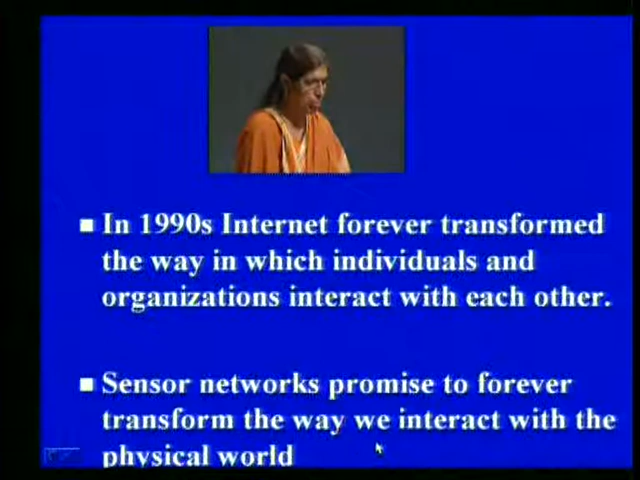 In 1990s Internet forever transformed
the way in which individuals and
organizations interact with each other.
Sensor networks promise to forever
transform the way we interact with the
physical world